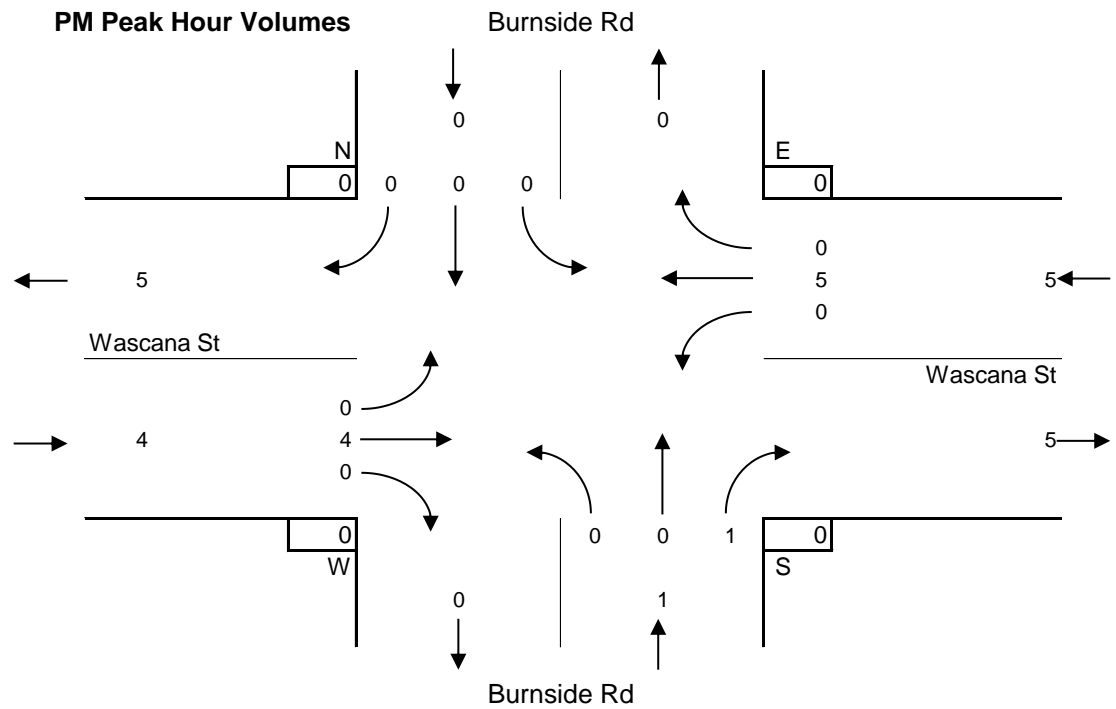 PM Peak Hour Volumes Burnside Rd
0 0
N E
0 0 0 0 0
0
5 5 5
0
Wascana St
Wascana St
0
4 4 5
0
0 0 0 1 0
W S
0 1
Burnside Rd